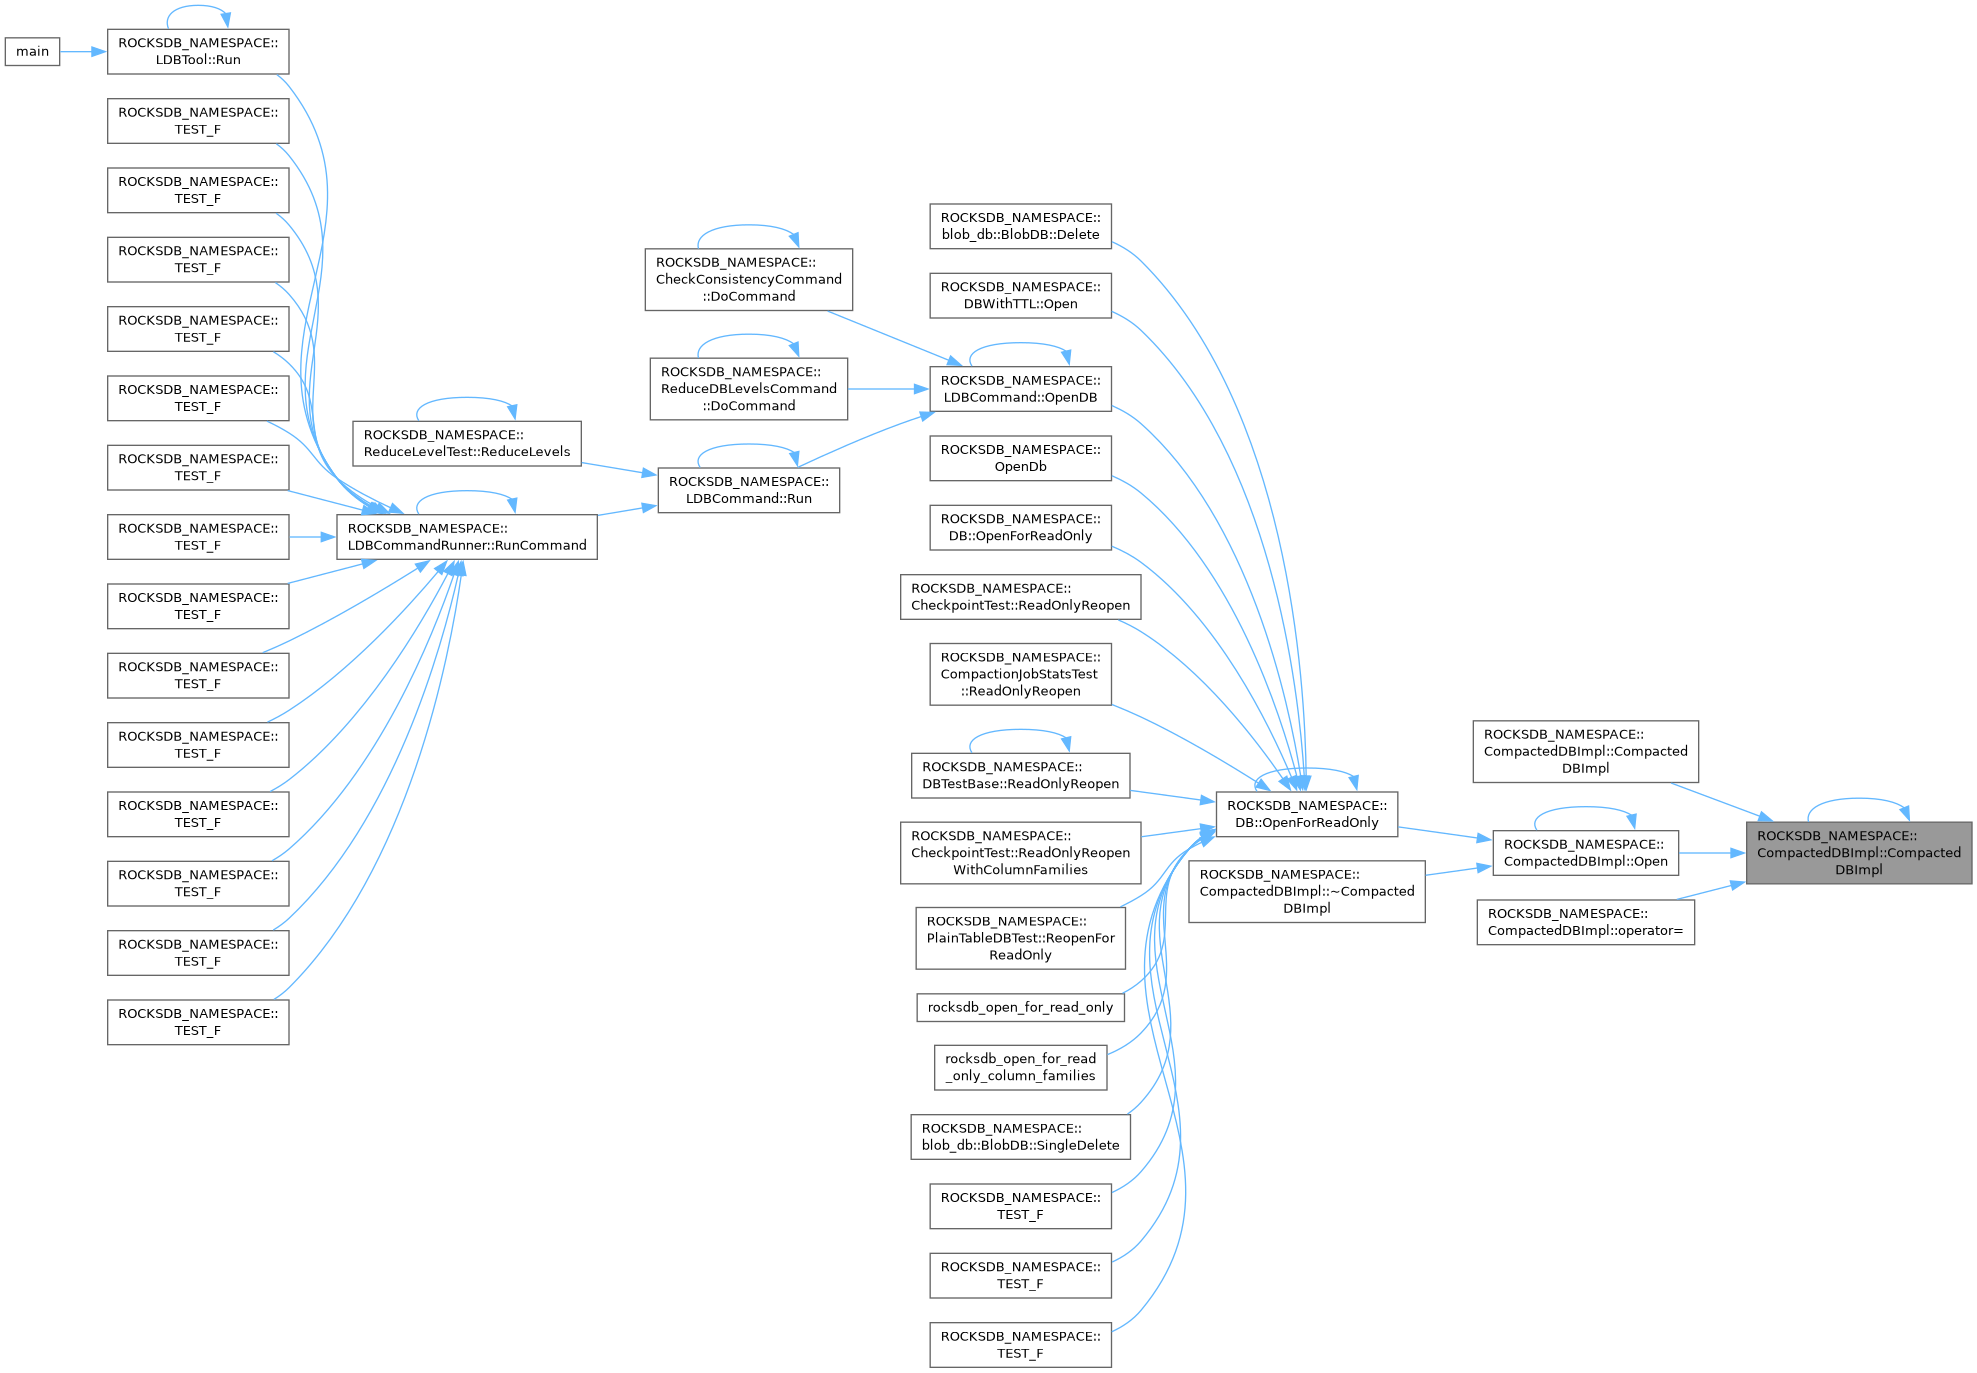 main
ROCKSDB_NAMESPACE::
LDBTool::Run
ROCKSDB_NAMESPACE::
TEST_F
ROCKSDB_NAMESPACE::
TEST_F
ROCKSDB_NAMESPACE::
TEST_F
ROCKSDB_NAMESPACE::
TEST_F
ROCKSDB_NAMESPACE::
TEST_F
ROCKSDB_NAMESPACE::
TEST_F
ROCKSDB_NAMESPACE::
TEST_F
ROCKSDB_NAMESPACE::
TEST_F
ROCKSDB_NAMESPACE::
TEST_F
ROCKSDB_NAMESPACE::
TEST_F
ROCKSDB_NAMESPACE::
TEST_F
ROCKSDB_NAMESPACE::
TEST_F
ROCKSDB_NAMESPACE::
TEST_F
ROCKSDB_NAMESPACE::
TEST_F
ROCKSDB_NAMESPACE::
ReduceLevelTest::ReduceLevels
ROCKSDB_NAMESPACE::
LDBCommandRunner::RunCommand
ROCKSDB_NAMESPACE::
CheckConsistencyCommand
::DoCommand
ROCKSDB_NAMESPACE::
ReduceDBLevelsCommand
::DoCommand
ROCKSDB_NAMESPACE::
LDBCommand::Run
ROCKSDB_NAMESPACE::
blob_db::BlobDB::Delete
ROCKSDB_NAMESPACE::
DBWithTTL::Open
ROCKSDB_NAMESPACE::
LDBCommand::OpenDB
ROCKSDB_NAMESPACE::
OpenDb
ROCKSDB_NAMESPACE::
DB::OpenForReadOnly
ROCKSDB_NAMESPACE::
CheckpointTest::ReadOnlyReopen
ROCKSDB_NAMESPACE::
CompactionJobStatsTest
::ReadOnlyReopen
ROCKSDB_NAMESPACE::
DBTestBase::ReadOnlyReopen
ROCKSDB_NAMESPACE::
CheckpointTest::ReadOnlyReopen
WithColumnFamilies
ROCKSDB_NAMESPACE::
PlainTableDBTest::ReopenFor
ReadOnly
rocksdb_open_for_read_only
rocksdb_open_for_read
_only_column_families
ROCKSDB_NAMESPACE::
blob_db::BlobDB::SingleDelete
ROCKSDB_NAMESPACE::
TEST_F
ROCKSDB_NAMESPACE::
TEST_F
ROCKSDB_NAMESPACE::
TEST_F
ROCKSDB_NAMESPACE::
DB::OpenForReadOnly
ROCKSDB_NAMESPACE::
CompactedDBImpl::~Compacted
DBImpl
ROCKSDB_NAMESPACE::
CompactedDBImpl::Compacted
DBImpl
ROCKSDB_NAMESPACE::
CompactedDBImpl::Open
ROCKSDB_NAMESPACE::
CompactedDBImpl::operator=
ROCKSDB_NAMESPACE::
CompactedDBImpl::Compacted
DBImpl